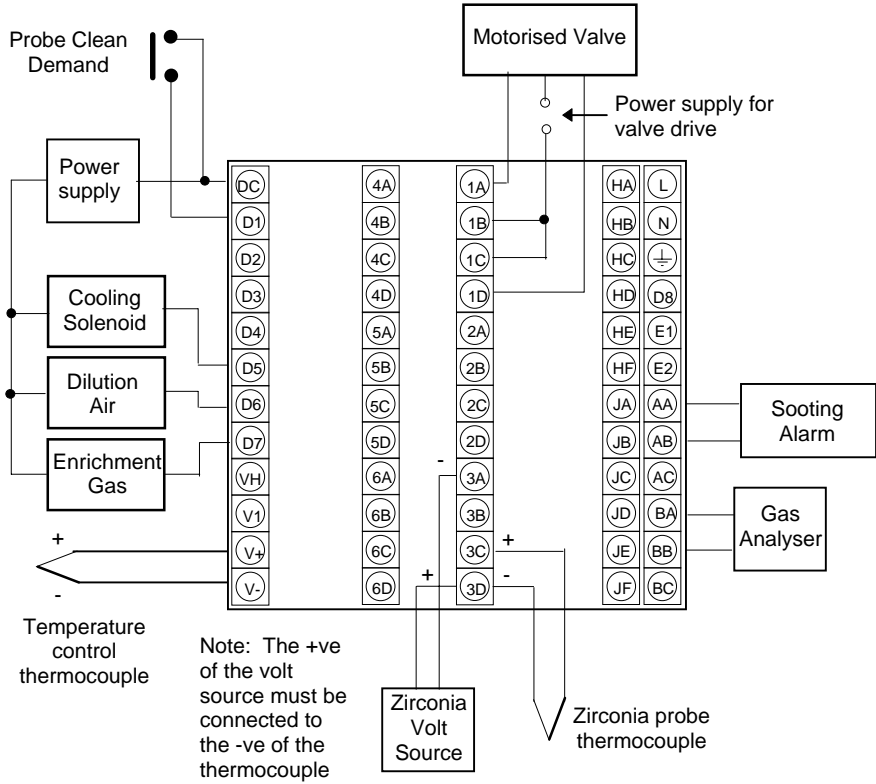 Probe Clean
Demand
Motorised Valve
Power supply for
valve drive
Power
supply
Cooling
Solenoid
Dilution
Air
Enrichment
Gas
DC
D1
D2
D3
D4
D5
D6
D7
VH
V1
V+
V-
4A
4B
4C
4D
5A
5B
5C
5D
6A
6B
6C
6D
1A
1B
1C
1D
2A
2B
2C
2D
3A
3B
3C
3D
-
+
+
-
HA
HB
HC
HD
HE
HF
JA
JB
JC
JD
JE
JF
L
N
D8
E1
E2
AA
AB
AC
BA
BB
BC
Sooting
Alarm
Gas
Analyser
+
-
Temperature
control
thermocouple
Note: The +ve
of the volt
source must be
connected to
the -ve of the
thermocouple
Zirconia
Volt
Source
Zirconia probe
thermocouple